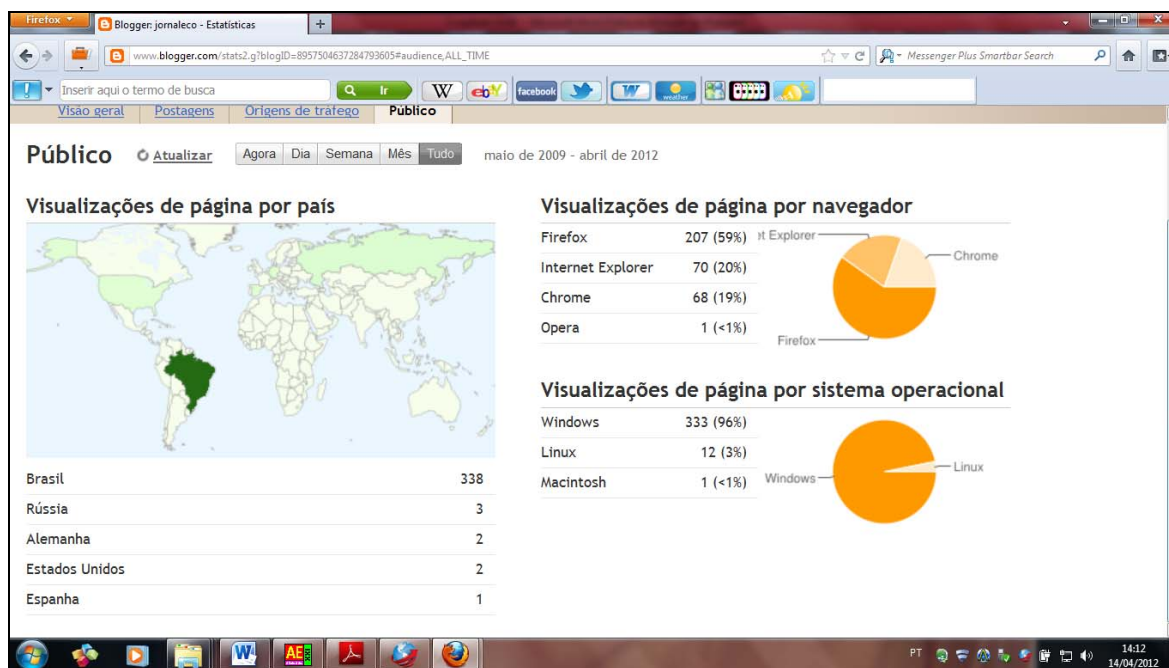 Firefox
Blogger: jornaleco - Estatísticas
www.blogger.com/stats2.g?blogID=8957504637284793605#audience,ALL_TIME
Messenger Plus Smartbar Search
Inserir aqui o termo de busca
Ir
W
ebY
facebook
W
weather
Visão geral Postagens Origens de tráfego Público
Público Atualizar Agora Dia Semana Mês Tudo maio de 2009 - abril de 2012
Visualizações de página por país
Brasil 338
Rússia 3
Alemanha 2
Estados Unidos 2
Espanha 1
Visualizações de página por navegador
Firefox 207 (59%)
Internet Explorer 70 (20%)
Chrome 68 (19%)
Opera 1 (<1%)
et Explorer
Chrome
Firefox
Visualizações de página por sistema operacional
Windows 333 (96%)
Linux 12 (3%)
Macintosh 1 (<1%)
Windows
Linux
W
AE
PT
14:12
14/04/2012